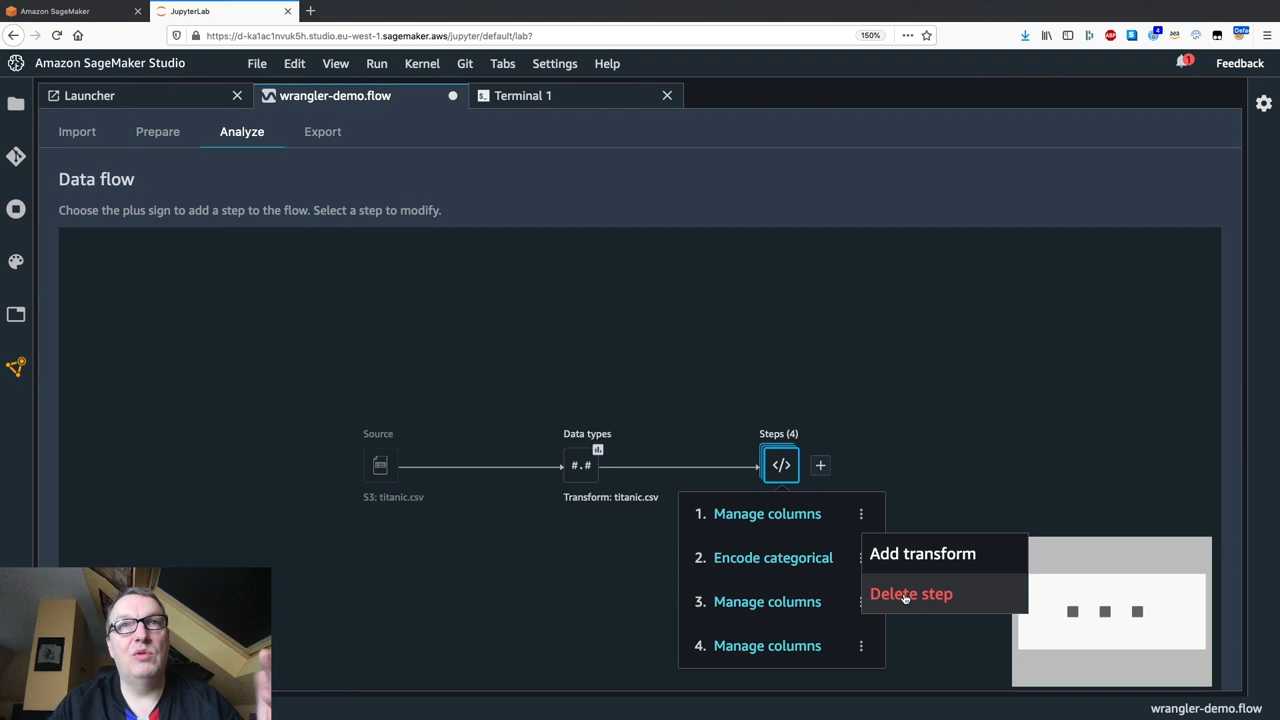 Amazon SageMaker
JupyterLab
https://d-ka1ac1nvuk5h.studio.eu-west-1.sagemaker.aws/jupyter/default/lab?
150%
ABP
S
4
Defa
Amazon SageMaker Studio
File Edit View Run Kernel Git Tabs Settings Help
1
Feedback
Launcher
wrangler-demo.flow
Terminal 1
Import Prepare Analyze Export
Data flow
Choose the plus sign to add a step to the flow. Select a step to modify.
Source
Data types
Steps (4)
#.#
</>
S3: titanic.csv
Transform: titanic.csv
1. Manage columns
2. Encode categorical
3. Manage columns
4. Manage columns
Add transform
Delete step
wrangler-demo.flow